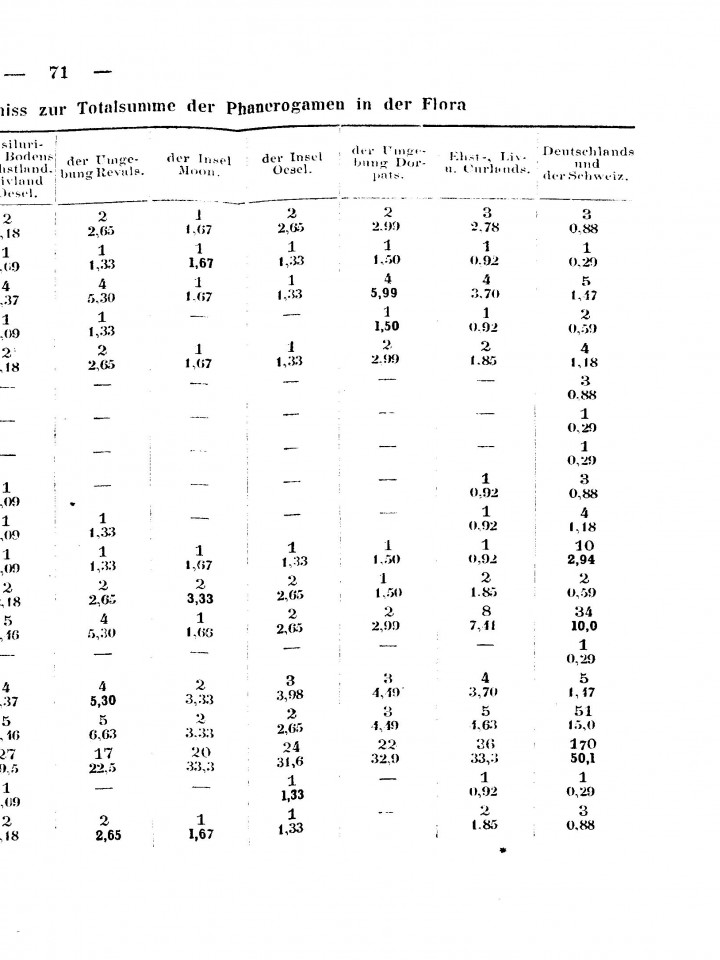 — 71 —
niss zur Totalsumme der Phanerogamen in der Flora
siluri- Bodens hstland. ivland Oesel. | der Umge- bung Revals. | der Insel Moon. | der Insel Oesel. | der Umge- bung Dor- pats. | Ehst-, Liv- u. Curlands. | Deutschlands und der Schweiz.
2 2 1 2 2 3 3
,18 2,65 1,67 2,65 2.99 2.78 0.88
1 1 1 1 1 1 1
,09 1,33 1,67 1,33 1,50 0.92 0,29
4 4 1 1 4 4 5
,37 5,30 1.67 1,33 5,99 3.70 1,47
1 1 — — 1 1 2
,09 1,33 1,50 0.92 0,59
2 2 1 1 2 2 4
,18 2,65 1,67 1,33 2.99 1.85 1,18
— — — — — — 3
0.88
— — — — — — 1
0,29
— — — — — — 1
0,29
1 — — — — 1 3
,09 0,92 0,88
1 1 — — — 1 4
,09 1,33 0.92 1,18
1 1 1 1 1 1 10
,09 1,33 1,67 1,33 1.50 0,92 2,94
2 2 2 2 1 2 2
,18 2,65 3,33 2,65 1.50 1.85 0,59
5 4 1 2 2 8 34
,46 5,30 1.66 2,65 2,99 7,41 10,0
— — — — — — 1
0,29
4 4 2 3 3 4 5
,37 5,30 3,33 3,98 4,49 3,70 1,47
5 5 2 2 3 5 51
,46 6,63 3.33 2,65 4,49 4.63 15,0
27 17 20 24 22 36 170
9,5 22,5 33,3 31,6 32,9 33,3 50,1
1 — — 1 — 1 1
,09 1,33 0,92 0,29
2 2 1 1 — 2 3
,18 2,65 1,67 1,33 1.85 0,88